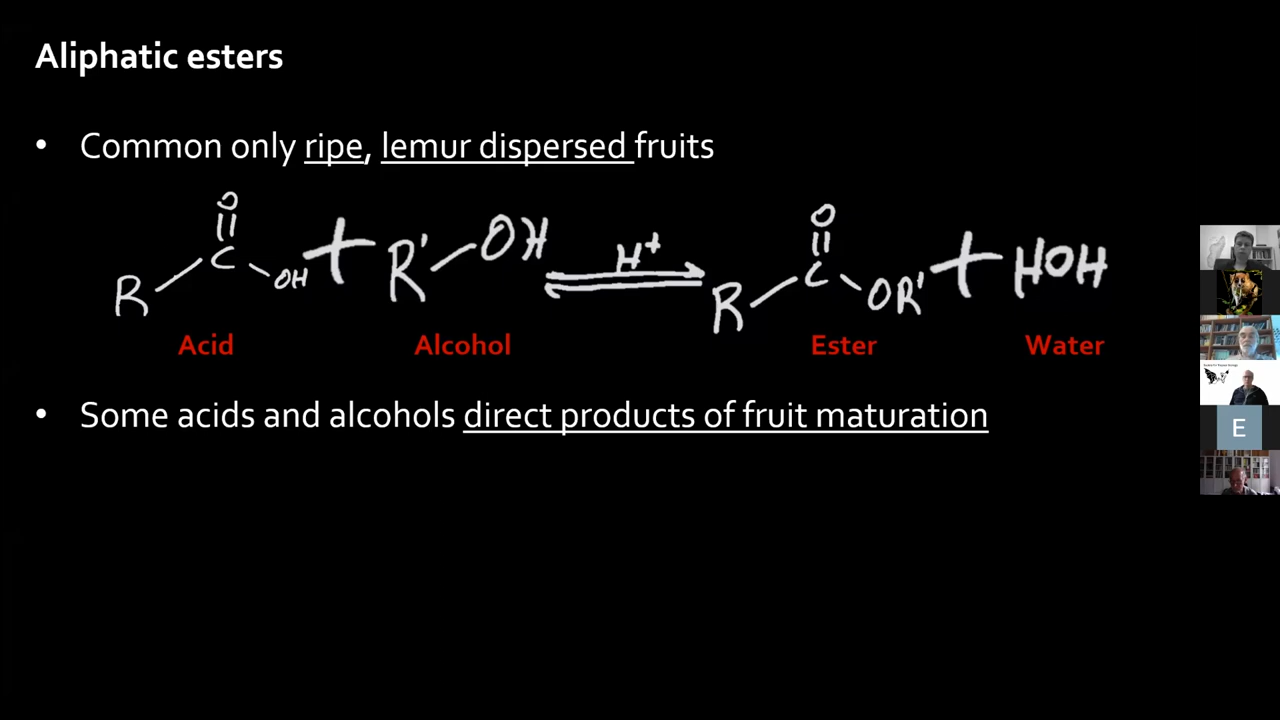 Aliphatic esters
• Common only ripe, lemur dispersed fruits
O
R C OH + R' OH H+ R C OR' + HOH
Acid Alcohol Ester Water
• Some acids and alcohols direct products of fruit maturation
E